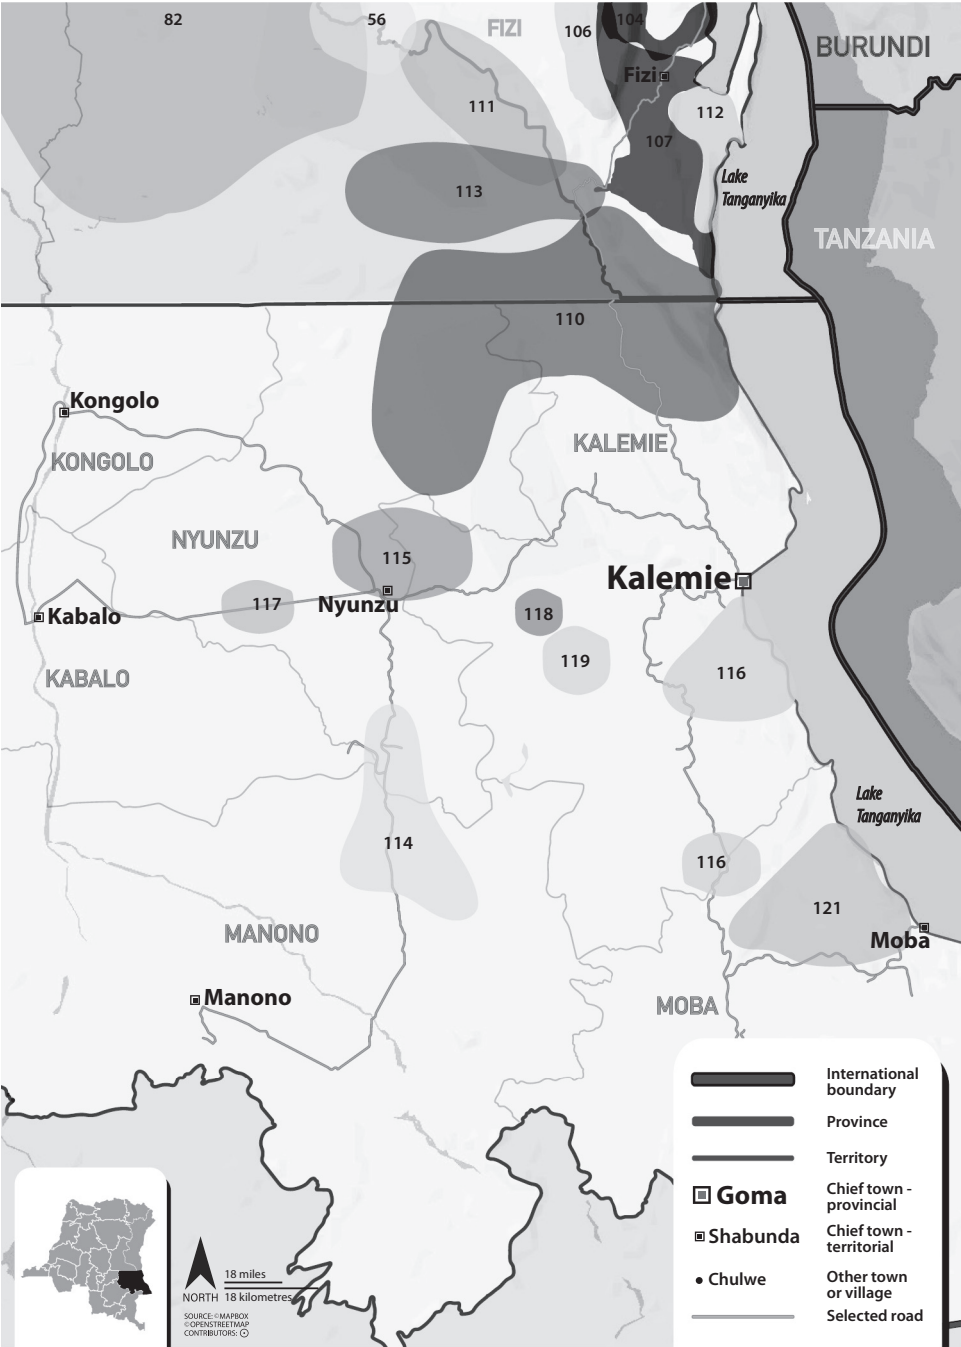 82
56
FIZI
106
104
BURUNDI
Fizi
111
112
107
Lake
Tanganyika
113
TANZANIA
110
Kongolo
KONGOLO
KALEMIE
NYUNZU
115
Kalemie
117
Nyunzu
118
Kabalo
119
116
KABALO
Lake
Tanganyika
114
116
121
MANONO
Moba
Manono
MOBA
International
boundary
Province
Territory
Goma
Chief town -
provincial
Shabunda
Chief town -
territorial
Chulwe
Other town
or village
Selected road
18 miles
NORTH
18 kilometres
SOURCE: ©MAPBOX
©OPENSTREETMAP
CONTRIBUTORS: